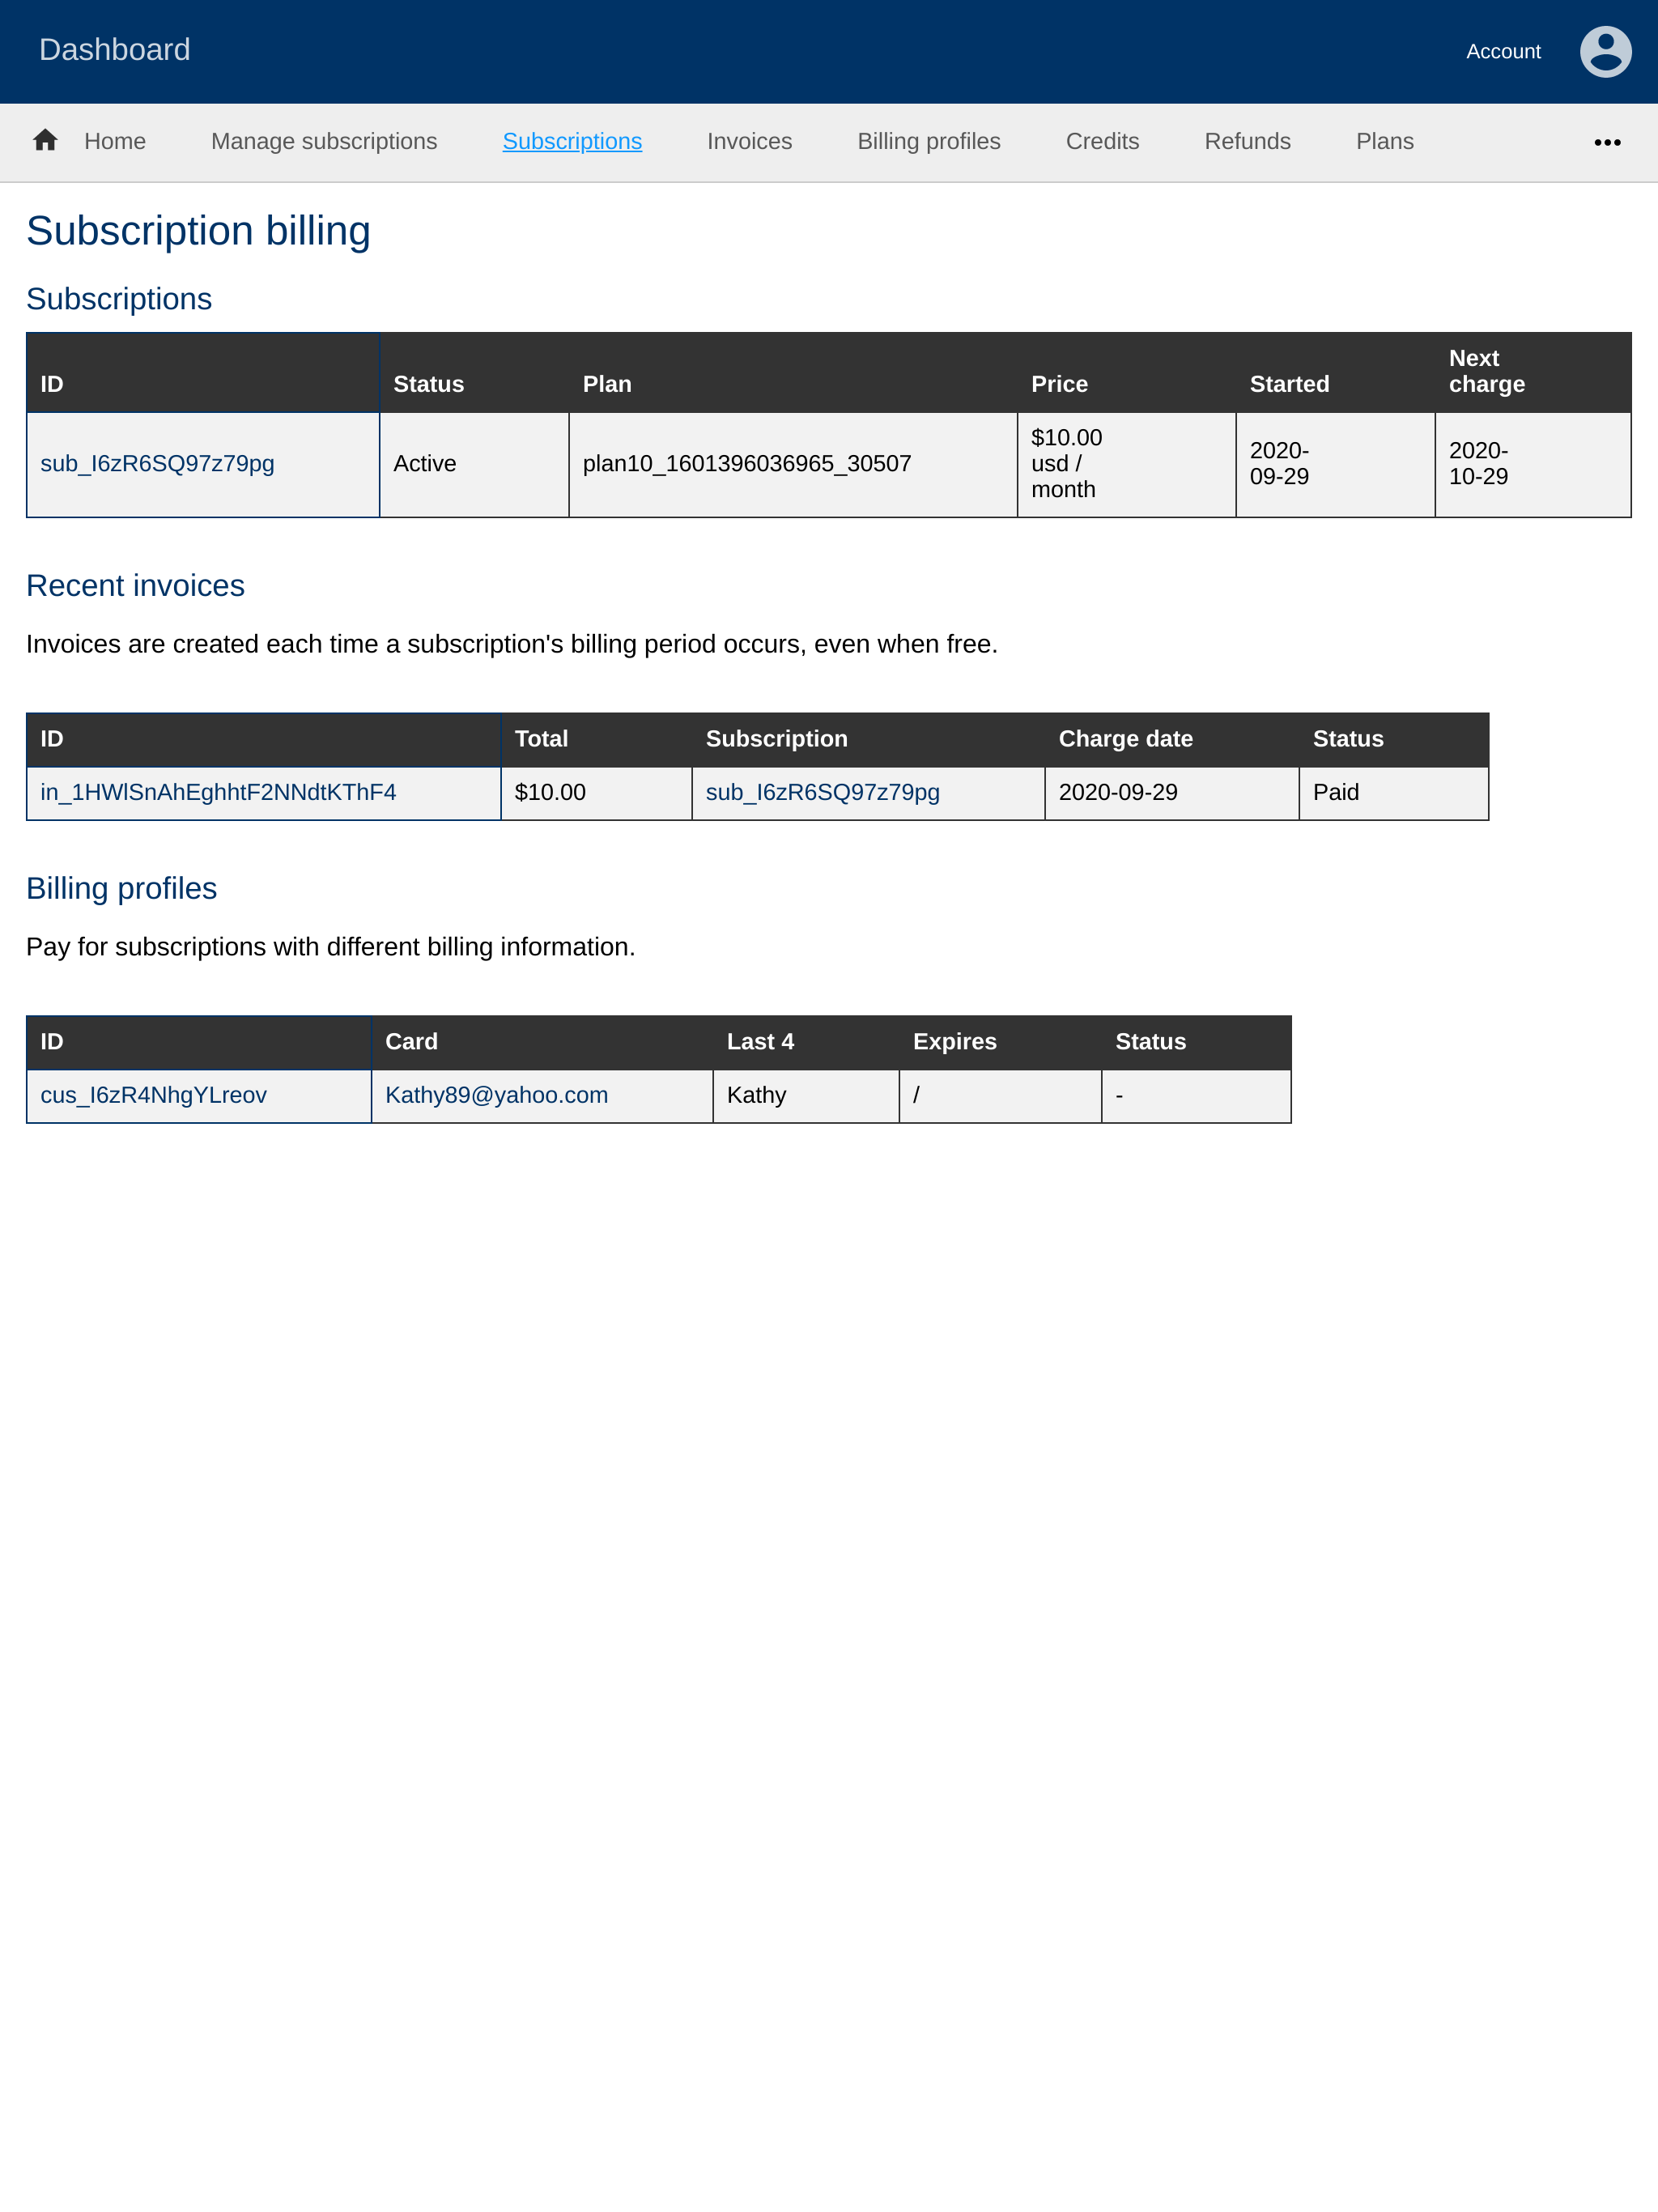 Dashboard
Account
Home Manage subscriptions Subscriptions Invoices Billing profiles Credits Refunds Plans •••
Subscription billing
Subscriptions
ID Status Plan Price Started Next charge
sub_I6zR6SQ97z79pg Active plan10_1601396036965_30507 $10.00 usd / month 2020-09-29 2020-10-29
Recent invoices
Invoices are created each time a subscription's billing period occurs, even when free.
ID Total Subscription Charge date Status
in_1HWlSnAhEghhtF2NNdtKThF4 $10.00 sub_I6zR6SQ97z79pg 2020-09-29 Paid
Billing profiles
Pay for subscriptions with different billing information.
ID Card Last 4 Expires Status
cus_I6zR4NhgYLreov Kathy89@yahoo.com Kathy / -